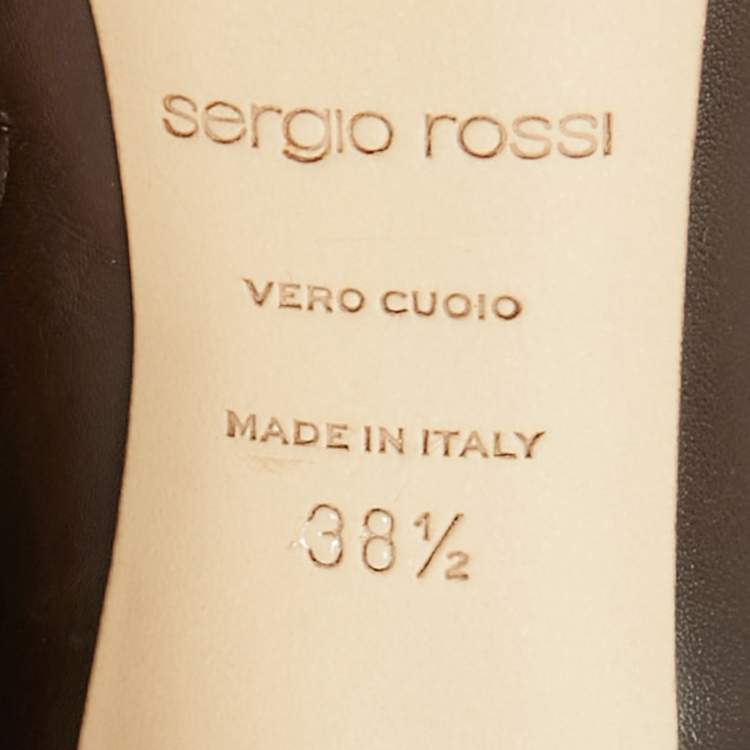 sergio rossi
VERO CUOIO
MADE IN ITALY
38½